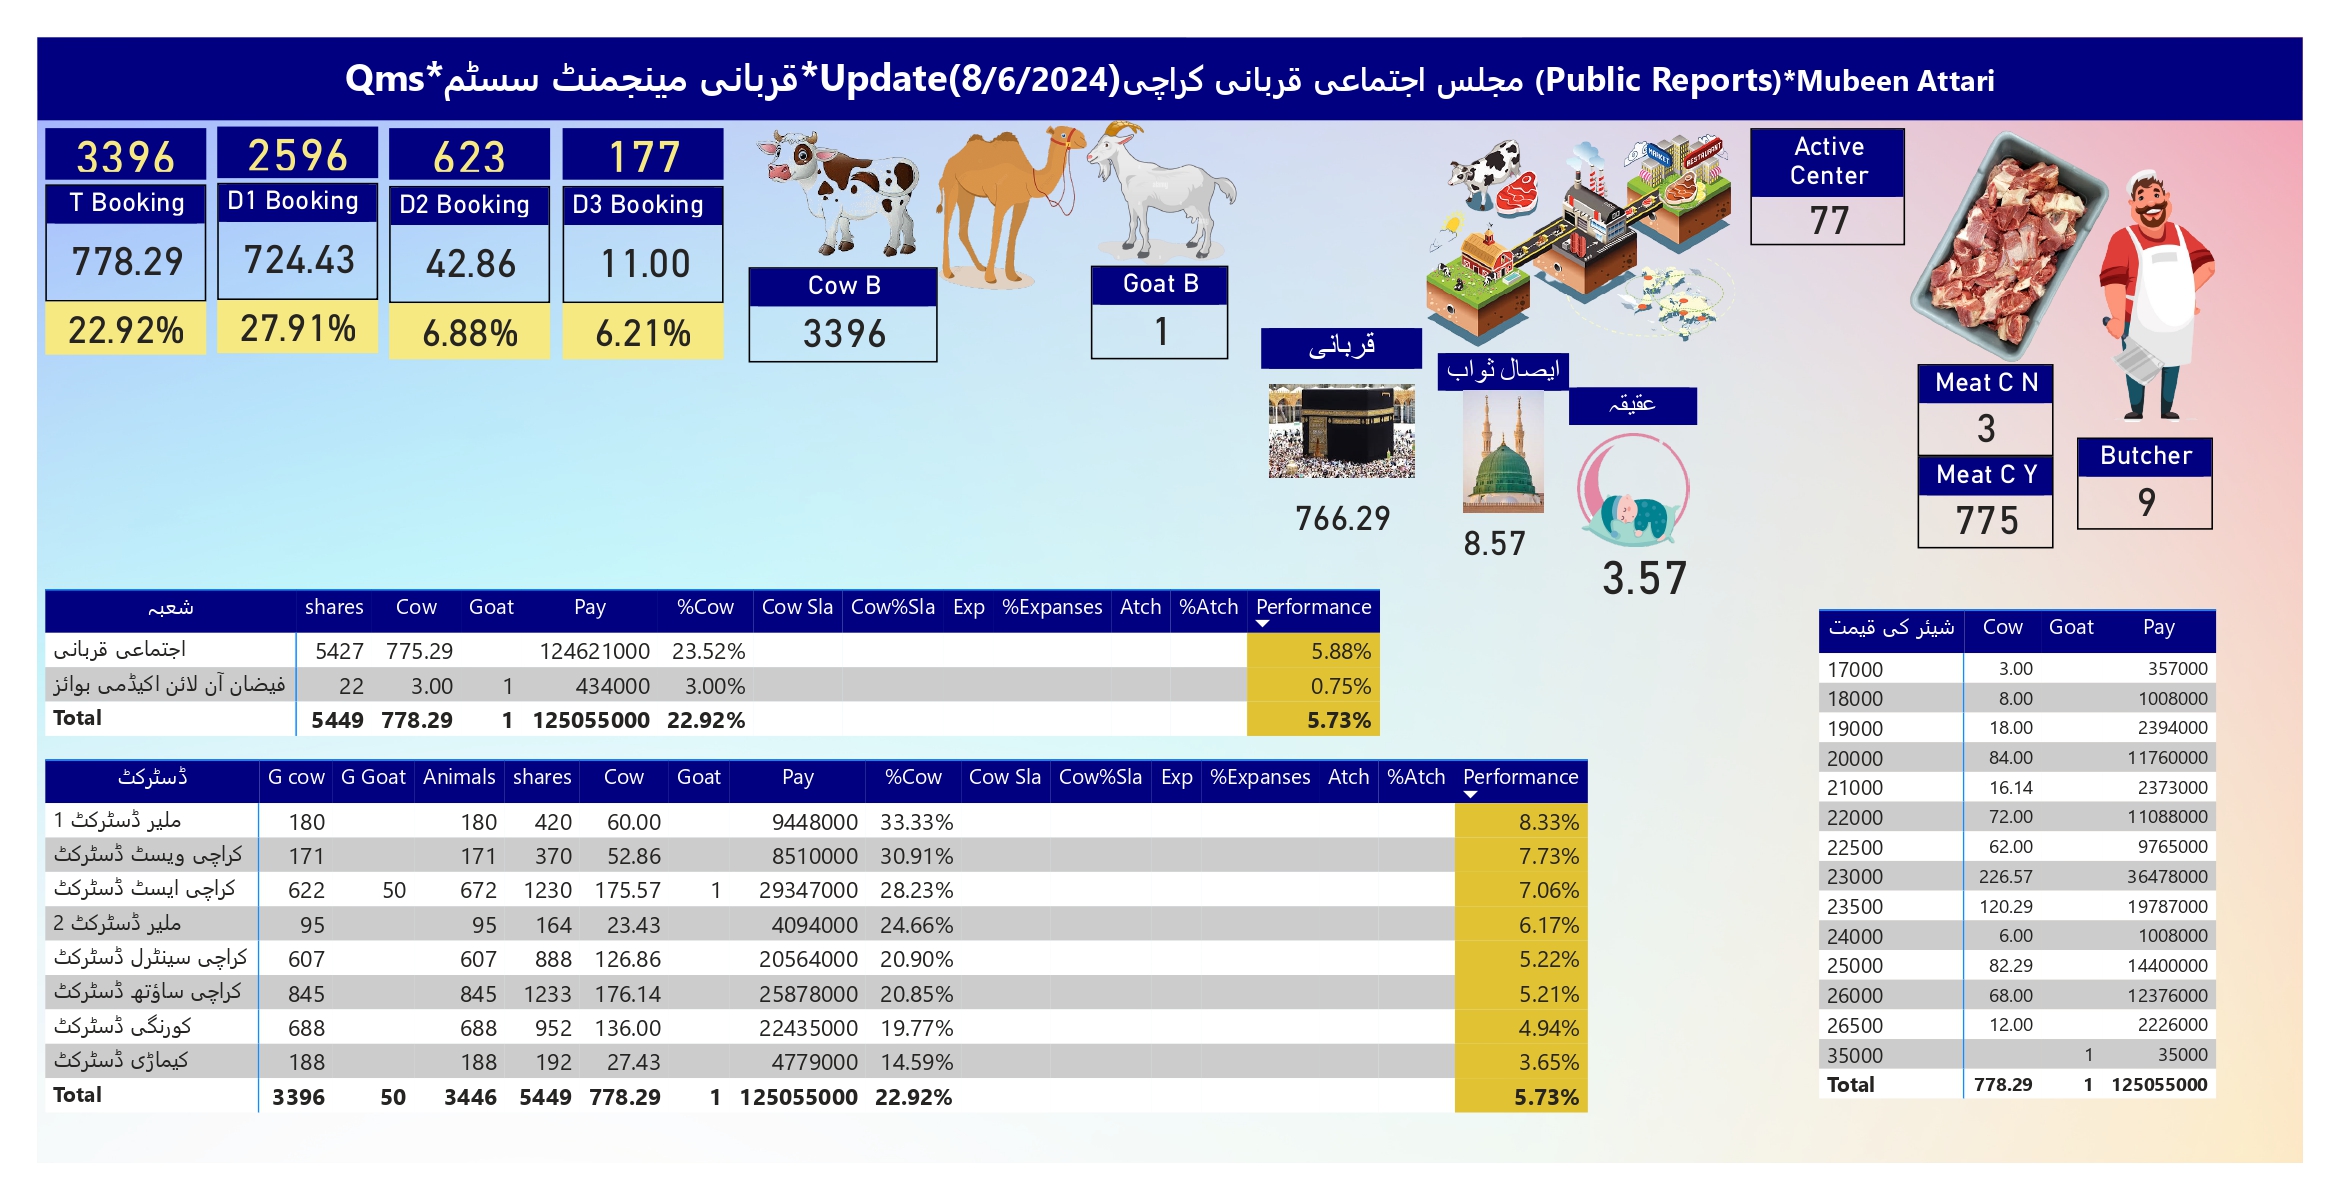 Qms*قربانی مینجمنٹ سسٹم*Update(8/6/2024)مجلس اجتماعی قربانی کراچی (Public Reports)*Mubeen Attari
3396
T Booking
778.29
22.92%
2596
D1 Booking
724.43
27.91%
623
D2 Booking
42.86
6.88%
177
D3 Booking
11.00
6.21%
Cow B
3396
Goat B
1
MARKET
RESTAURANT
Active
Center
77
قربانی
766.29
ایصال ثواب
8.57
عقیقہ
3.57
Meat C N
3
Meat C Y
775
Butcher
9
شعبہ shares Cow Goat Pay %Cow Cow Sla Cow%Sla Exp %Expanses Atch %Atch Performance
اجتماعی قربانی 5427 775.29 124621000 23.52% 5.88%
فیضان آن لائن اکیڈمی بوائز 22 3.00 1 434000 3.00% 0.75%
Total 5449 778.29 1 125055000 22.92% 5.73%
ڈسٹرکٹ G cow G Goat Animals shares Cow Goat Pay %Cow Cow Sla Cow%Sla Exp %Expanses Atch %Atch Performance
ملیر ڈسٹرکٹ 1 180 180 420 60.00 9448000 33.33% 8.33%
کراچی ویسٹ ڈسٹرکٹ 171 171 370 52.86 8510000 30.91% 7.73%
کراچی ایسٹ ڈسٹرکٹ 622 50 672 1230 175.57 1 29347000 28.23% 7.06%
ملیر ڈسٹرکٹ 2 95 95 164 23.43 4094000 24.66% 6.17%
کراچی سینٹرل ڈسٹرکٹ 607 607 888 126.86 20564000 20.90% 5.22%
کراچی ساؤتھ ڈسٹرکٹ 845 845 1233 176.14 25878000 20.85% 5.21%
کورنگی ڈسٹرکٹ 688 688 952 136.00 22435000 19.77% 4.94%
کیماڑی ڈسٹرکٹ 188 188 192 27.43 4779000 14.59% 3.65%
Total 3396 50 3446 5449 778.29 1 125055000 22.92% 5.73%
شیئر کی قیمت Cow Goat Pay
17000 3.00 357000
18000 8.00 1008000
19000 18.00 2394000
20000 84.00 11760000
21000 16.14 2373000
22000 72.00 11088000
22500 62.00 9765000
23000 226.57 36478000
23500 120.29 19787000
24000 6.00 1008000
25000 82.29 14400000
26000 68.00 12376000
26500 12.00 2226000
35000 1 35000
Total 778.29 1 125055000